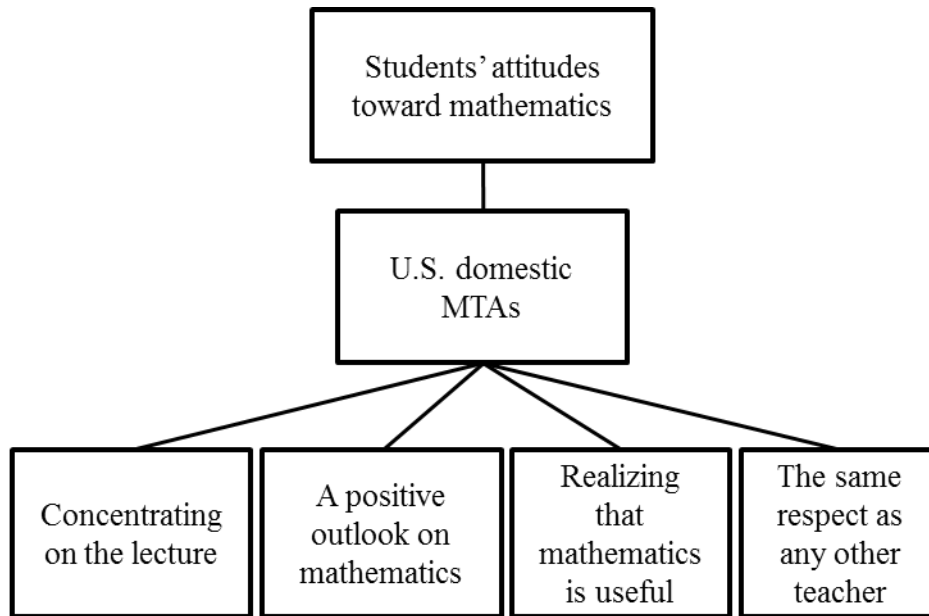 Students’ attitudes
toward mathematics
U.S. domestic
MTAs
Concentrating
on the lecture
A positive
outlook on
mathematics
Realizing
that
mathematics
is useful
The same
respect as
any other
teacher